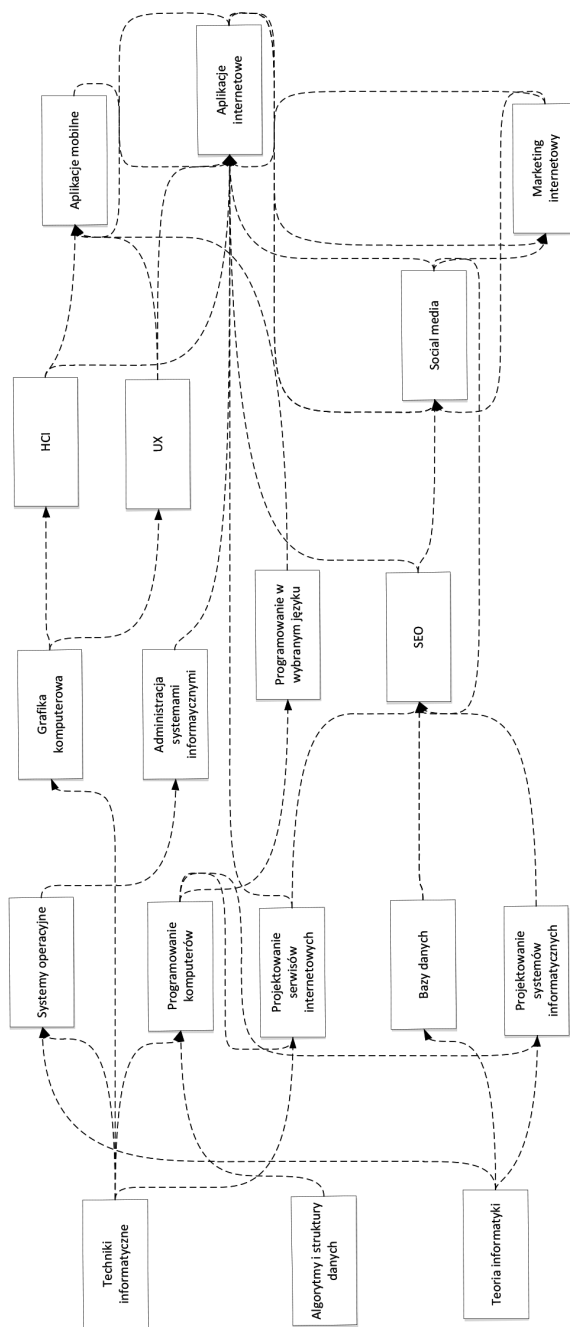 Techniki
informatyczne
Algorytmy i struktury
danych
Teoria informatyki
Systemy operacyjne
Programowanie
komputerów
Projektowanie
serwisów
internetowych
Bazy danych
Projektowanie
systemów
informatycznych
Grafika
komputerowa
Administracja
systemami
informaycznymi
Programowanie w
wybranym języku
SEO
HCI
UX
Social media
Aplikacje mobilne
Aplikacje
internetowe
Marketing
internetowy